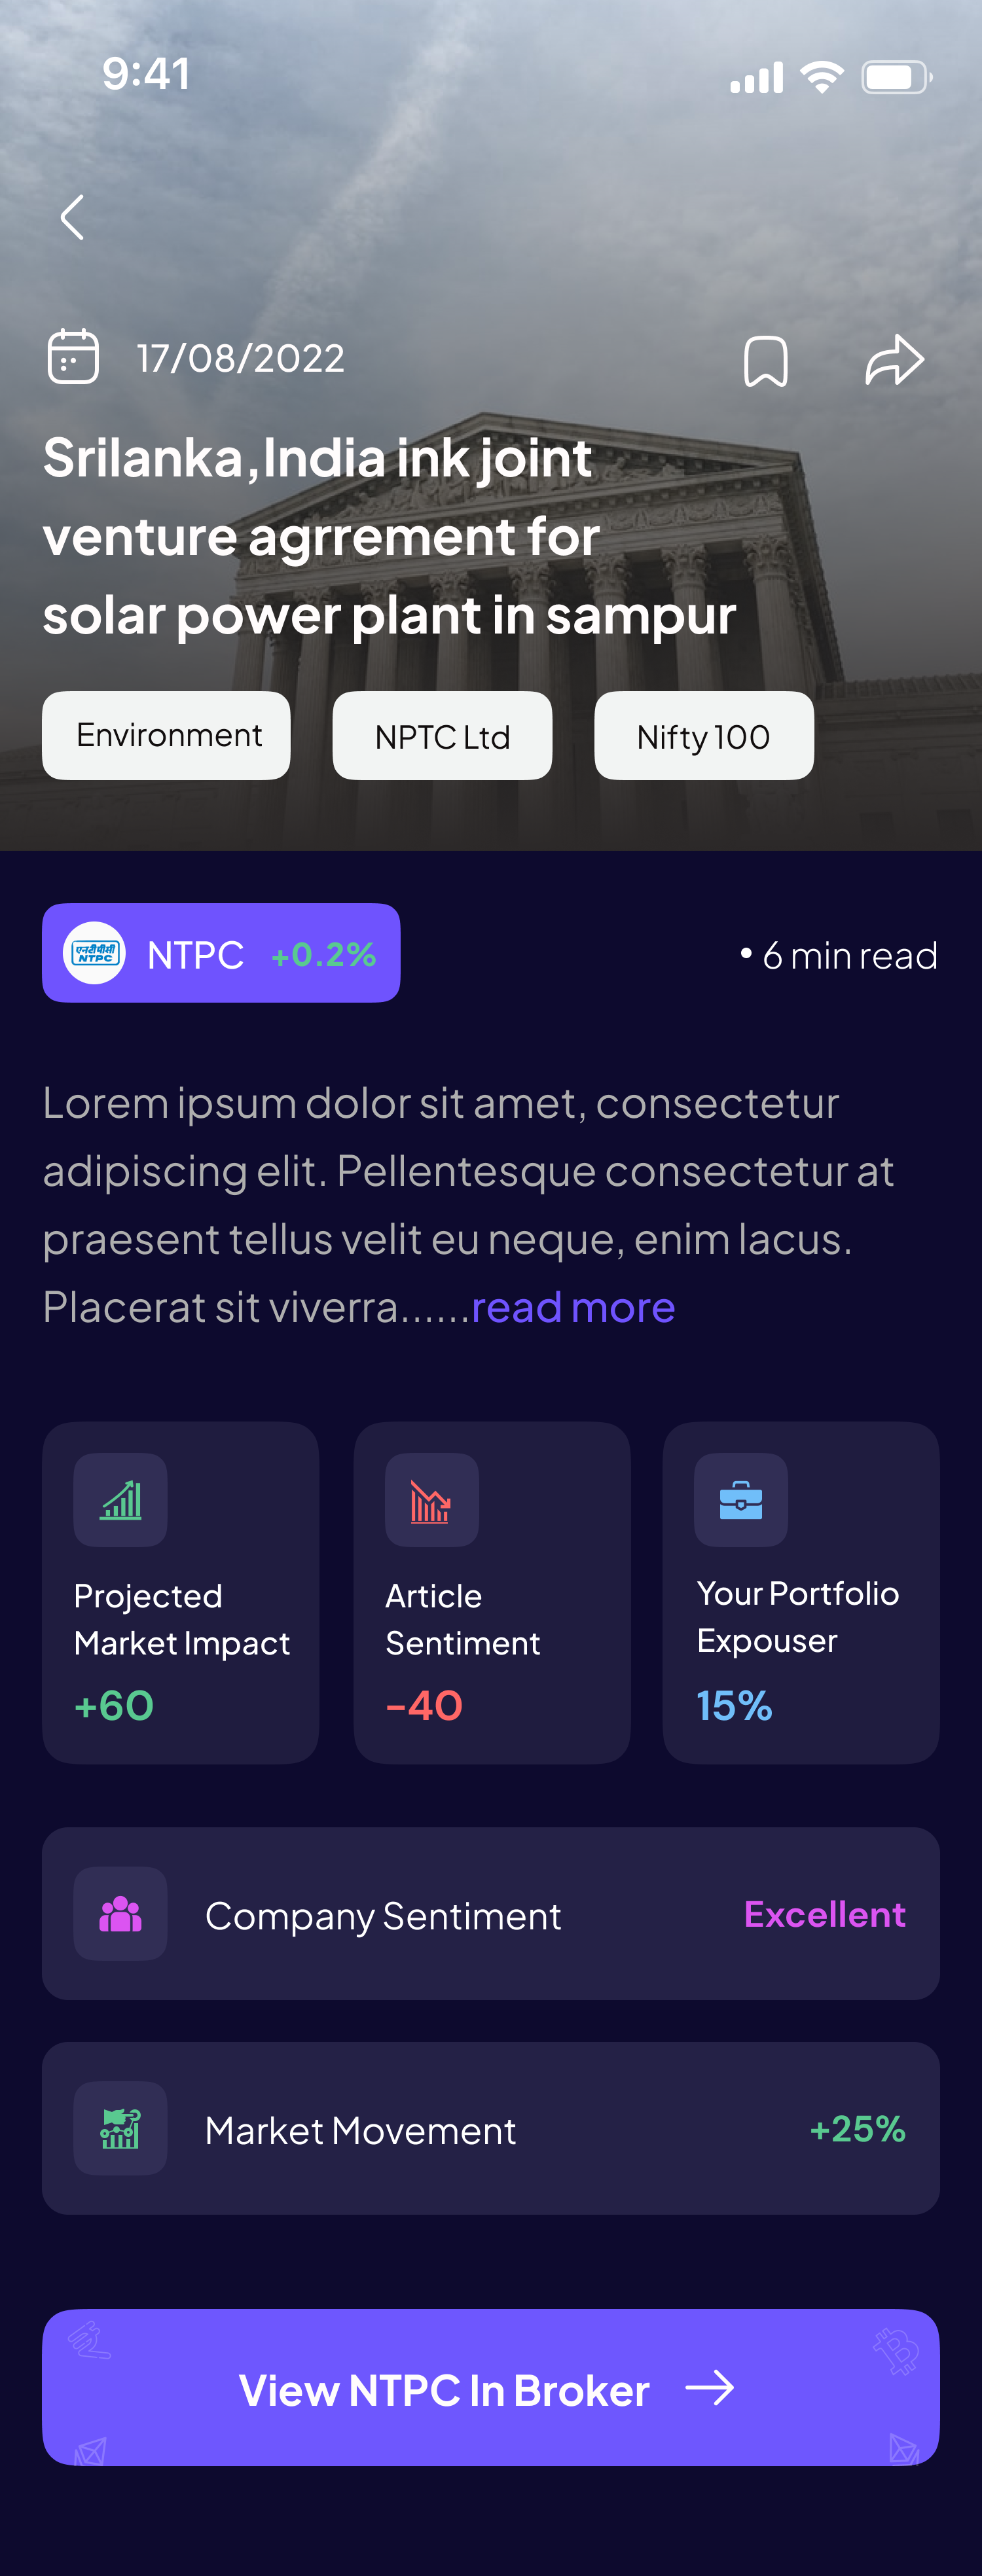 9:41
17/08/2022
Srilanka,India ink joint
venture agrrement for
solar power plant in sampur
Environment
NPTC Ltd
Nifty 100
एनटीपीसी
NTPC
NTPC +0.2%
• 6 min read
Lorem ipsum dolor sit amet, consectetur
adipiscing elit. Pellentesque consectetur at
praesent tellus velit eu neque, enim lacus.
Placerat sit viverra......read more
Projected
Market Impact
+60
Article
Sentiment
-40
Your Portfolio
Expouser
15%
Company Sentiment
Excellent
Market Movement
+25%
View NTPC In Broker →